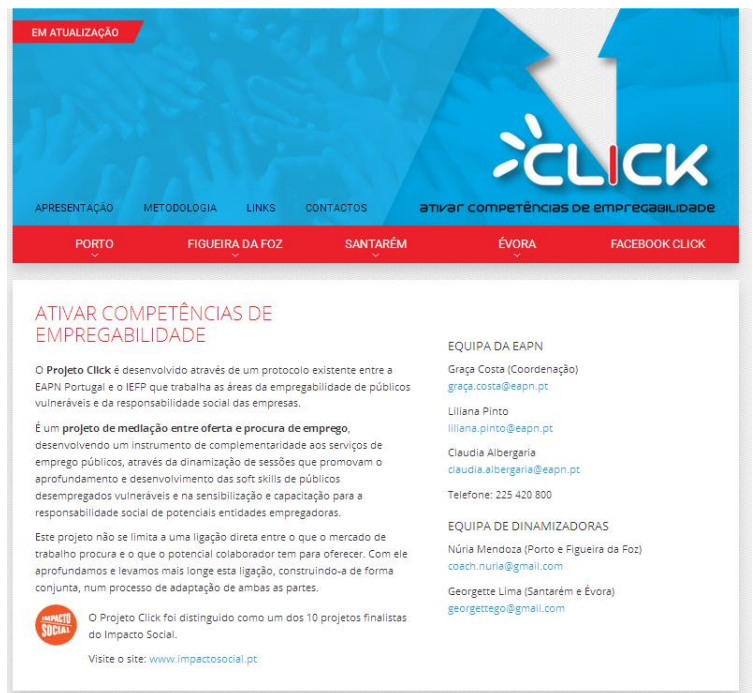 EM ATUALIZAÇÃO
CLICK
ativar competências de empregabilidade
APRESENTAÇÃO METODOLOGIA LINKS CONTACTOS
PORTO FIGUEIRA DA FOZ SANTARÉM ÉVORA FACEBOOK CLICK
ATIVAR COMPETÊNCIAS DE
EMPREGABILIDADE
O Projeto Click é desenvolvido através de um protocolo existente entre a
EAPN Portugal e o IEFP que trabalha as áreas da empregabilidade de públicos
vulneráveis e da responsabilidade social das empresas.
É um projeto de mediação entre oferta e procura de emprego,
desenvolvendo um instrumento de complementaridade aos serviços de
emprego públicos, através da dinamização de sessões que promovam o
aprofundamento e desenvolvimento das soft skills de públicos
desempregados vulneráveis e na sensibilização e capacitação para a
responsabilidade social de potenciais entidades empregadoras.
Este projeto não se limita a uma ligação direta entre o que o mercado de
trabalho procura e o que o potencial colaborador tem para oferecer. Com ele
aprofundamos e levamos mais longe esta ligação, construindo-a de forma
conjunta, num processo de adaptação de ambas as partes.
IMPACTO
SOCIAL
O Projeto Click foi distinguido como um dos 10 projetos finalistas
do Impacto Social.
Visite o site: www.impactosocial.pt
EQUIPA DA EAPN
Graça Costa (Coordenação)
graça.costa@eapn.pt
Liliana Pinto
liliana.pinto@eapn.pt
Claudia Albergaria
claudia.albergaria@eapn.pt
Telefone: 225 420 800
EQUIPA DE DINAMIZADORAS
Núria Mendoza (Porto e Figueira da Foz)
coach.nuria@gmail.com
Georgette Lima (Santarém e Évora)
georgettego@gmail.com